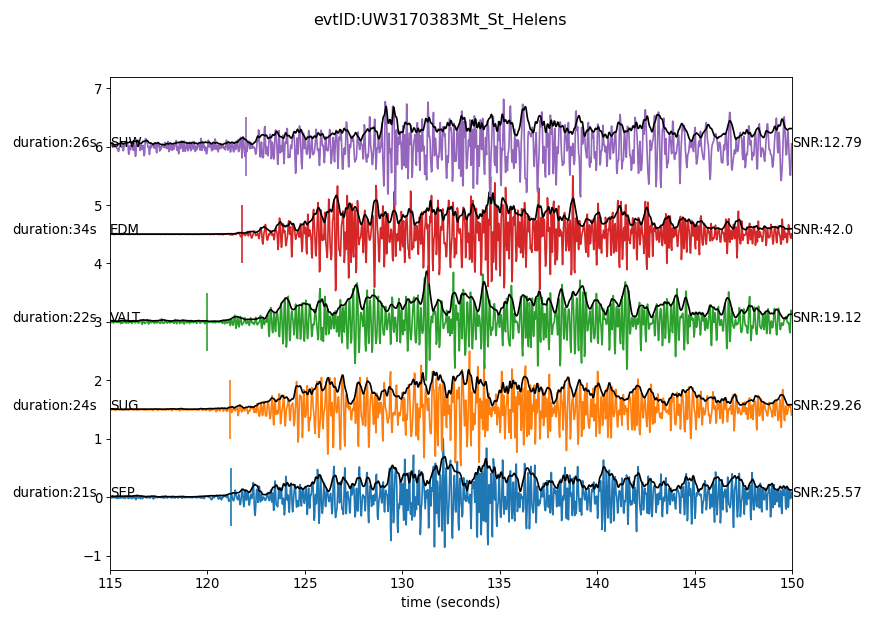 evtID:UW3170383Mt_St_Helens
7
duration:26s SHW SNR:12.79
6
5
duration:34s EDM SNR:42.0
4
duration:22s VALT SNR:19.12
3
2
duration:24s SUG SNR:29.26
1
duration:21s SEP SNR:25.57
0
−1
115 120 125 130 135 140 145 150
time (seconds)